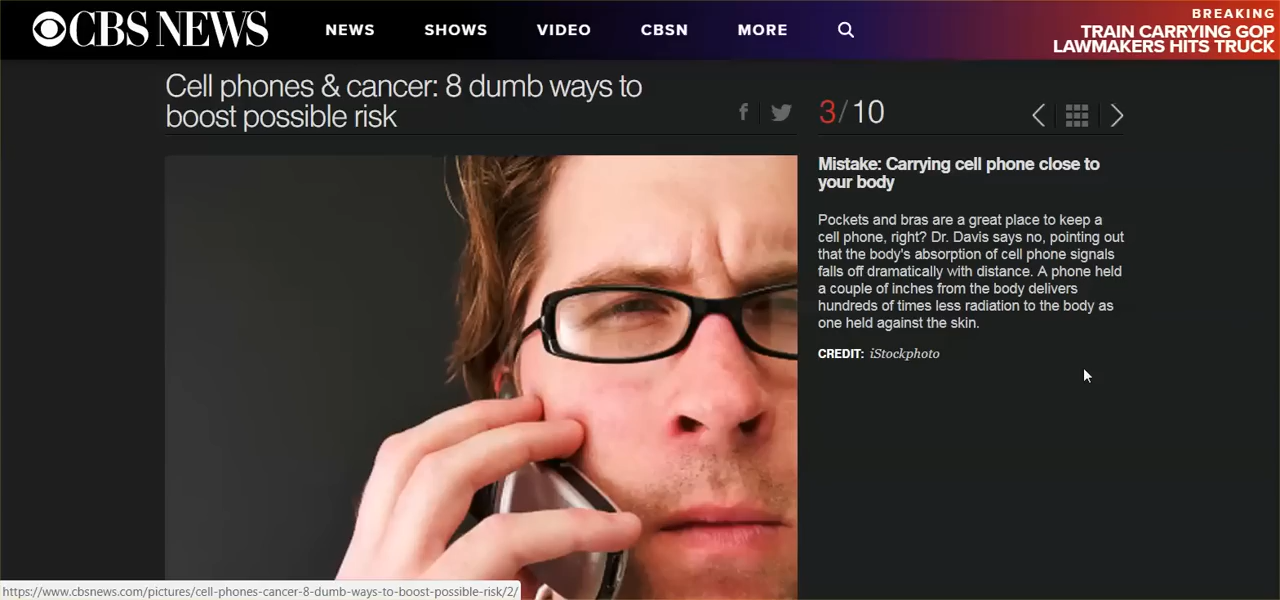 CBS NEWS
NEWS SHOWS VIDEO CBSN MORE
BREAKING
TRAIN CARRYING GOP
LAWMAKERS HITS TRUCK
Cell phones & cancer: 8 dumb ways to
boost possible risk
3/10
Mistake: Carrying cell phone close to
your body
Pockets and bras are a great place to keep a
cell phone, right? Dr. Davis says no, pointing out
that the body's absorption of cell phone signals
falls off dramatically with distance. A phone held
a couple of inches from the body delivers
hundreds of times less radiation to the body as
one held against the skin.
CREDIT: iStockphoto
https://www.cbsnews.com/pictures/cell-phones-cancer-8-dumb-ways-to-boost-possible-risk/2/